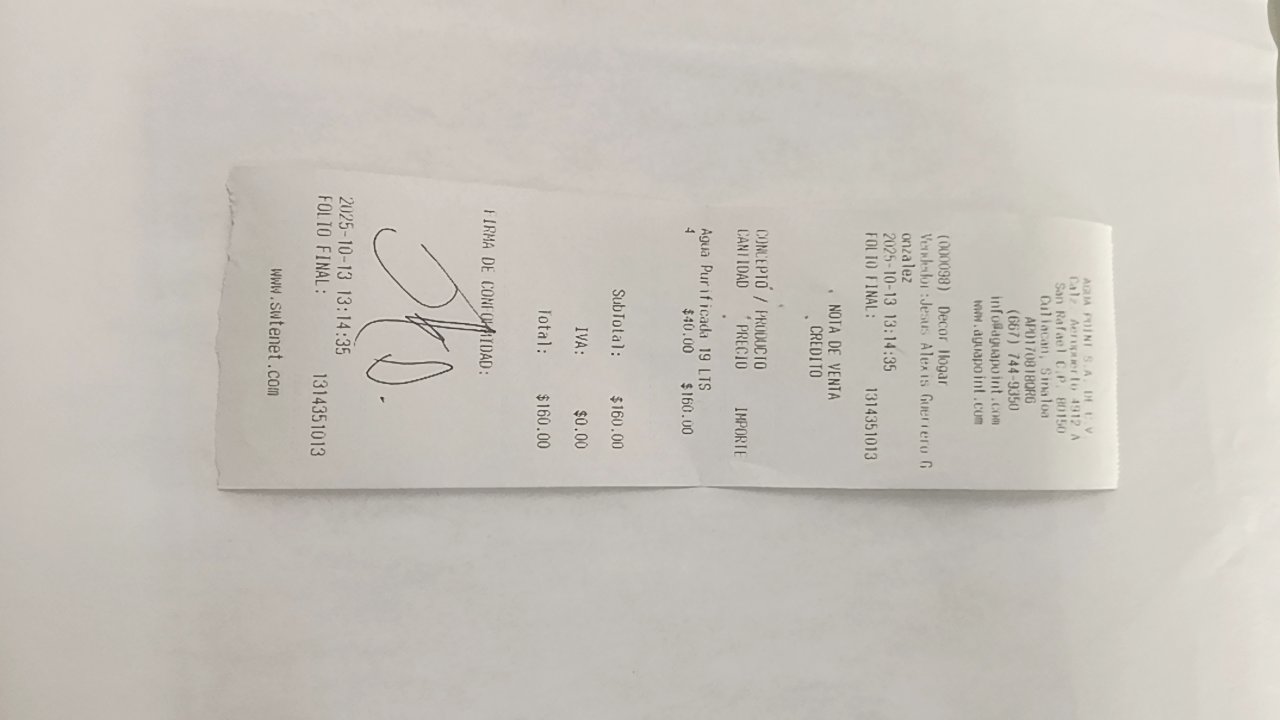 AGUA POINT S.A. DE C.V
Calz Aeropuerto 4912 A
San Rafael C.P. 80150
Culiacan, Sinaloa
APO170818QR6
(667) 744-9350
info@aguapoint.com
www.aguapoint.com
(000098) Decor Hogar
Vendedor:Jesus Alexis Guerrero G
onzalez
2025-10-13 13:14:35
FOLIO FINAL: 1314351013
NOTA DE VENTA
CREDITO
CONCEPTO / PRODUCTO
CANTIDAD PRECIO IMPORTE
Agua Purificada 19 LTS
4 $40.00 $160.00
SubTotal: $160.00
IVA: $0.00
Total: $160.00
FIRMA DE CONFORMIDAD:
2025-10-13 13:14:35
FOLIO FINAL: 1314351013
www.swtenet.com